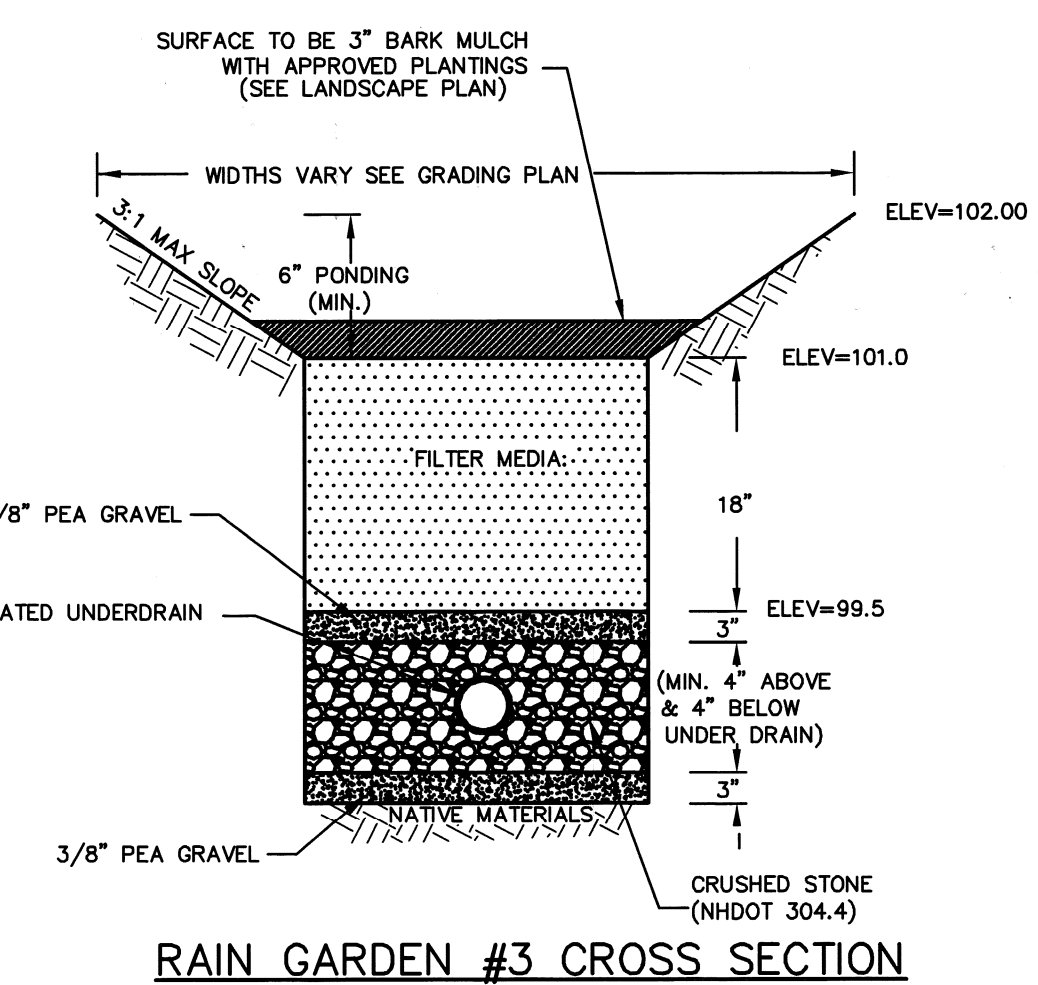 SURFACE TO BE 3" BARK MULCH
WITH APPROVED PLANTINGS
(SEE LANDSCAPE PLAN)
WIDTHS VARY SEE GRADING PLAN
ELEV=102.00
3:1 MAX SLOPE
6" PONDING
(MIN.)
ELEV=101.0
FILTER MEDIA:
18"
/8" PEA GRAVEL
ATED UNDERDRAIN
ELEV=99.5
3"
(MIN. 4" ABOVE
& 4" BELOW
UNDER DRAIN)
3"
NATIVE MATERIALS
3/8" PEA GRAVEL
CRUSHED STONE
(NHDOT 304.4)
RAIN GARDEN #3 CROSS SECTION